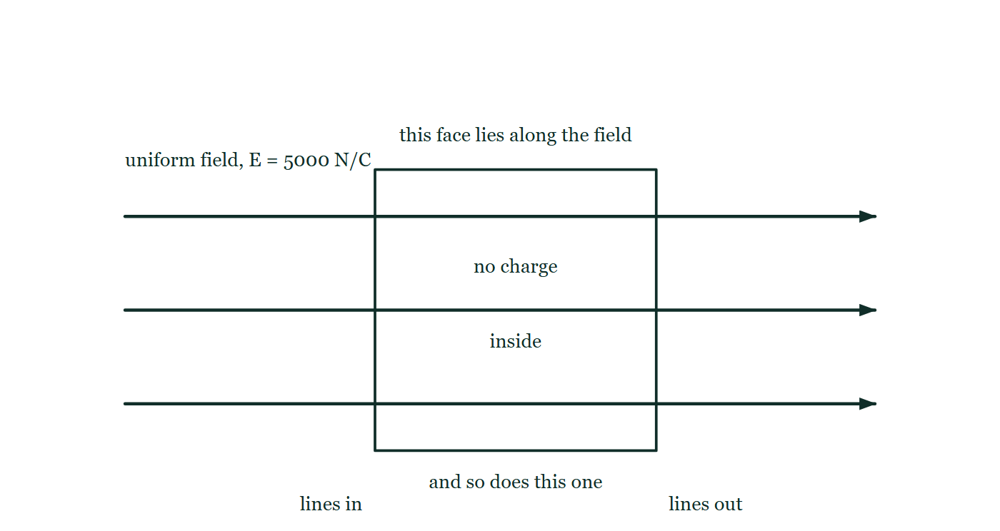 this face lies along the field
uniform field, E = 5000 N/C
no charge
inside
and so does this one
lines in
lines out